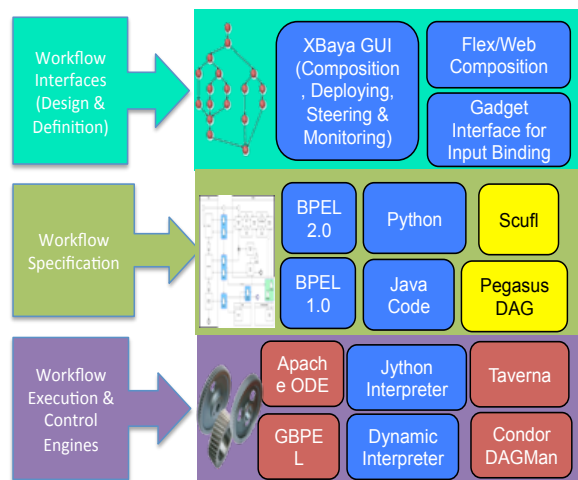 Workflow
Interfaces
(Design &
Definition)
XBaya GUI
(Composition
, Deploying,
Steering &
Monitoring)
Flex/Web
Composition
Gadget
Interface for
Input Binding
Workflow
Specification
BPEL
2.0
Python
Scufl
BPEL
1.0
Java
Code
Pegasus
DAG
Workflow
Execution &
Control
Engines
Apach
e ODE
Jython
Interpreter
Taverna
GBPE
L
Dynamic
Interpreter
Condor
DAGMan